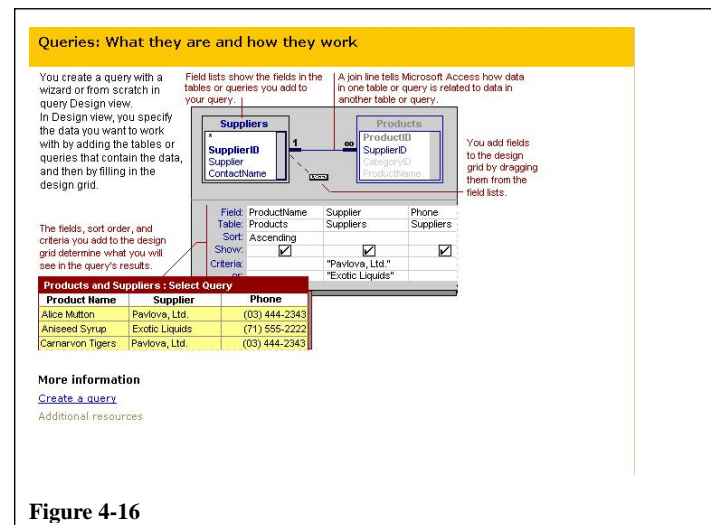 Queries: What they are and how they work
You create a query with a
wizard or from scratch in
query Design view.
In Design view, you specify
the data you want to work
with by adding the tables or
queries that contain the data,
and then by filling in the
design grid.
Field lists show the fields in the
tables or queries you add to
your query.
A join line tells Microsoft Access how data
in one table or query is related to data in
another table or query.
Suppliers
*
SupplierID
Supplier
ContactName
1
∞
Products
ProductID
SupplierID
CategoryID
ProductName
You add fields
to the design
grid by dragging
them from the
field lists.
The fields, sort order, and
criteria you add to the design
grid determine what you will
see in the query's results.
Field: ProductName Supplier Phone
Table: Products Suppliers Suppliers
Sort: Ascending
Show:
Criteria: "Pavlova, Ltd."
or: "Exotic Liquids"
Products and Suppliers : Select Query
Product Name Supplier Phone
Alice Mutton Pavlova, Ltd. (03) 444-2343
Aniseed Syrup Exotic Liquids (71) 555-2222
Carnarvon Tigers Pavlova, Ltd. (03) 444-2343
More information
Create a query
Additional resources
Figure 4-16